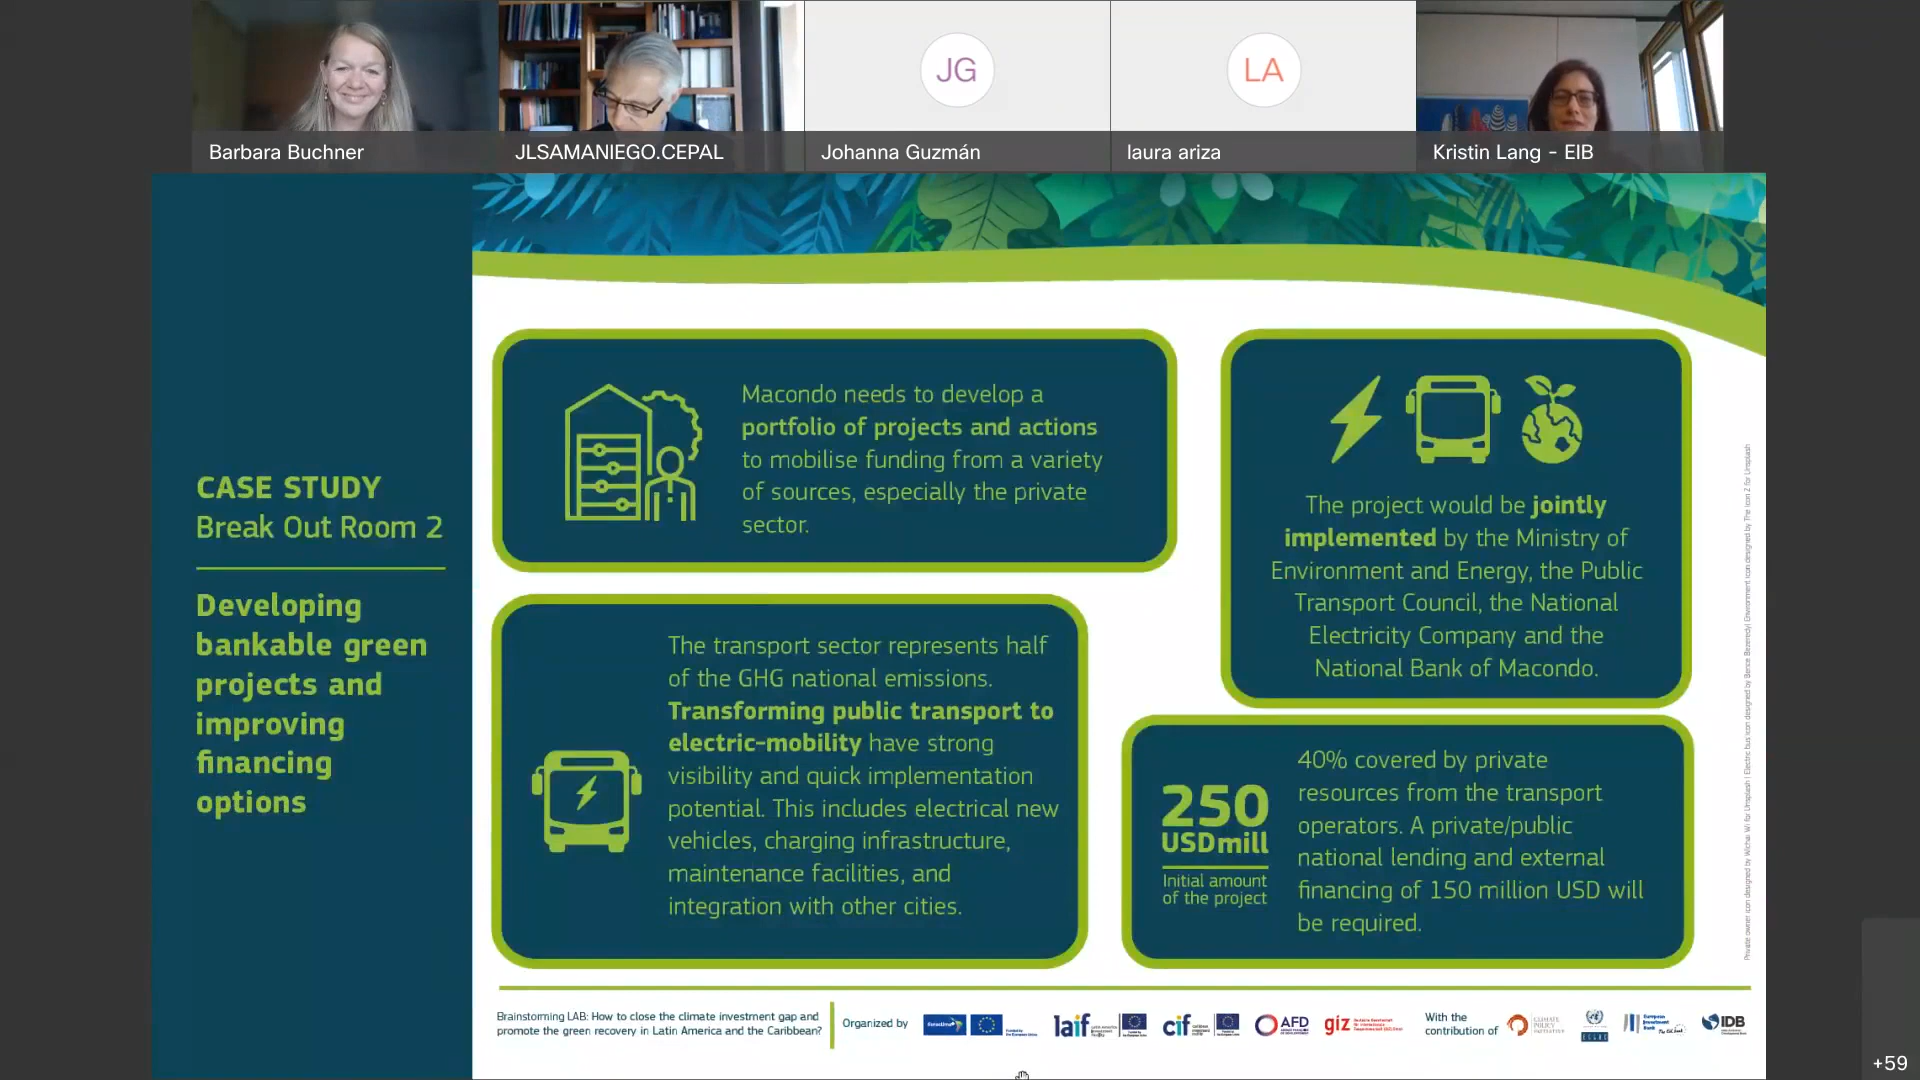 JG
LA
Barbara Buchner
JLSAMANIEGO.CEPAL
Johanna Guzmán
laura ariza
Kristin Lang - EIB
CASE STUDY
Break Out Room 2
Developing
bankable green
projects and
improving
financing
options
Macondo needs to develop a
portfolio of projects and actions
to mobilise funding from a variety
of sources, especially the private
sector.
The transport sector represents half
of the GHG national emissions.
Transforming public transport to
electric-mobility have strong
visibility and quick implementation
potential. This includes electrical new
vehicles, charging infrastructure,
maintenance facilities, and
integration with other cities.
The project would be jointly
implemented by the Ministry of
Environment and Energy, the Public
Transport Council, the National
Electricity Company and the
National Bank of Macondo.
250
USDmill
Initial amount
of the project
40% covered by private
resources from the transport
operators. A private/public
national lending and external
financing of 150 million USD will
be required.
Brainstorming LAB: How to close the climate investment gap and
promote the green recovery in Latin America and the Caribbean?
Organized by
laif
cif
AFD
giz
With the
contribution of
CLIMATE
POLICY
European
Investment
Bank
IDB
+59